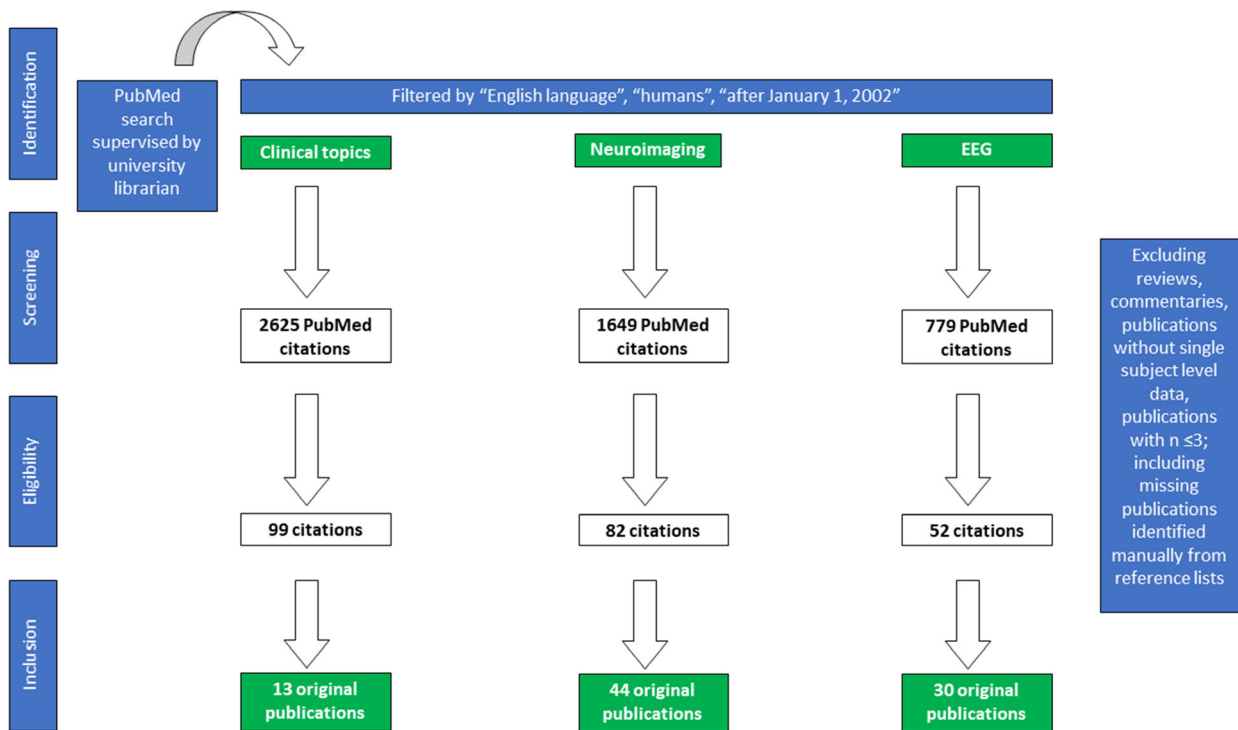 Identification
PubMed
search
supervised by
university
librarian
Filtered by “English language”, “humans”, “after January 1, 2002”
Clinical topics
Neuroimaging
EEG
Screening
2625 PubMed
citations
1649 PubMed
citations
779 PubMed
citations
Excluding
reviews,
commentaries,
publications
without single
subject level
data,
publications
with n ≤3;
including
missing
publications
identified
manually from
reference lists
Eligibility
99 citations
82 citations
52 citations
Inclusion
13 original
publications
44 original
publications
30 original
publications